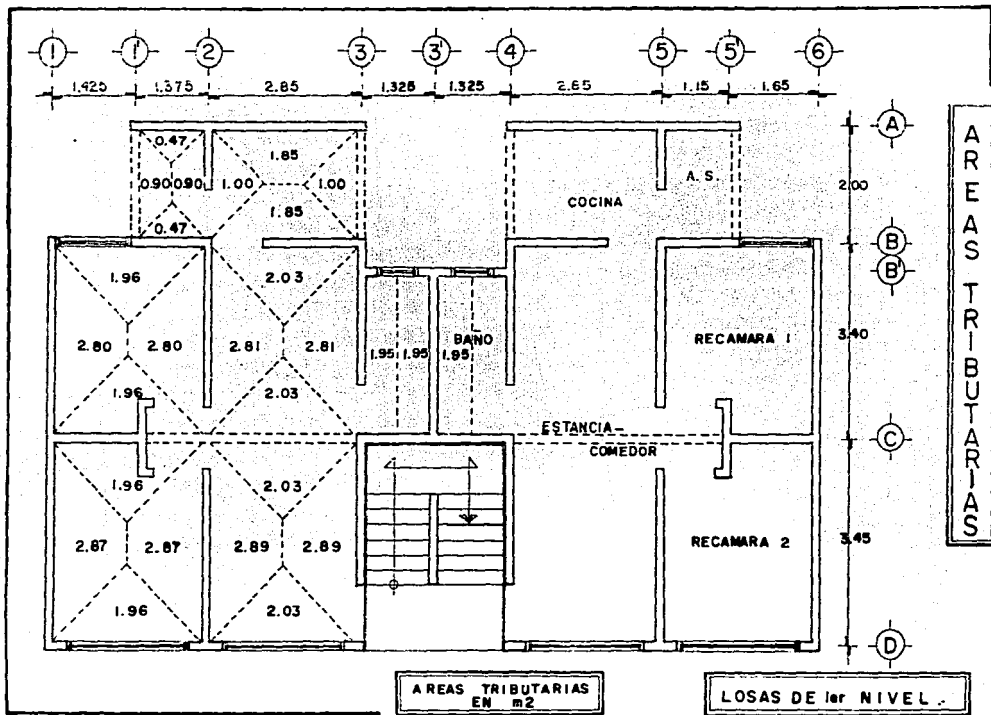 1 1' 2 3 3' 4 5 5' 6
1.425 1.375 2.85 1.325 1.325 2.85 1.15 1.65
A
2.00
B
B'
3.40
C
3.45
D
0.47
0.90 0.90
0.47
1.85
1.00 1.00
1.85
COCINA
A.S.
1.96
2.80 2.80
1.96
2.03
2.81 2.81
2.03
1.95 1.95
BAÑO
1.95
RECAMARA 1
ESTANCIA-
COMEDOR
1.96
2.87 2.87
1.96
2.03
2.89 2.89
2.03
RECAMARA 2
AREAS TRIBUTARIAS
AREAS TRIBUTARIAS
EN m2
LOSAS DE 1er NIVEL.-